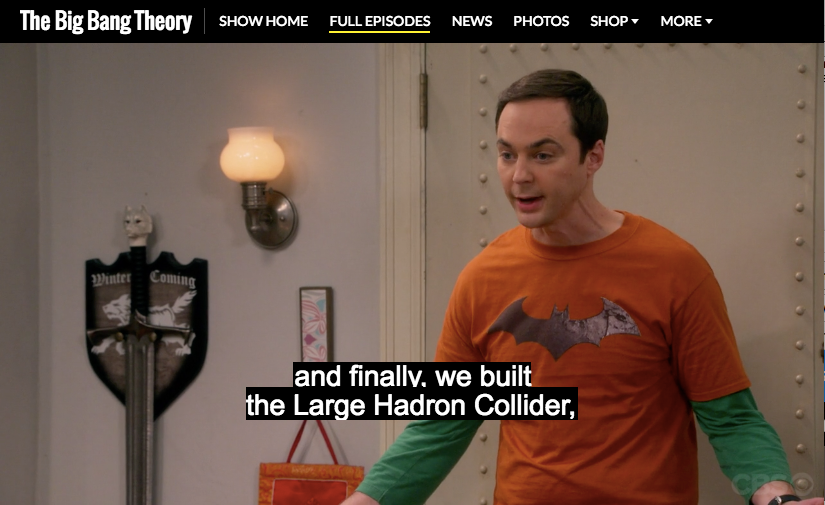 The Big Bang Theory SHOW HOME FULL EPISODES NEWS PHOTOS SHOP MORE
Winter Coming
and finally, we built
the Large Hadron Collider,
CBS